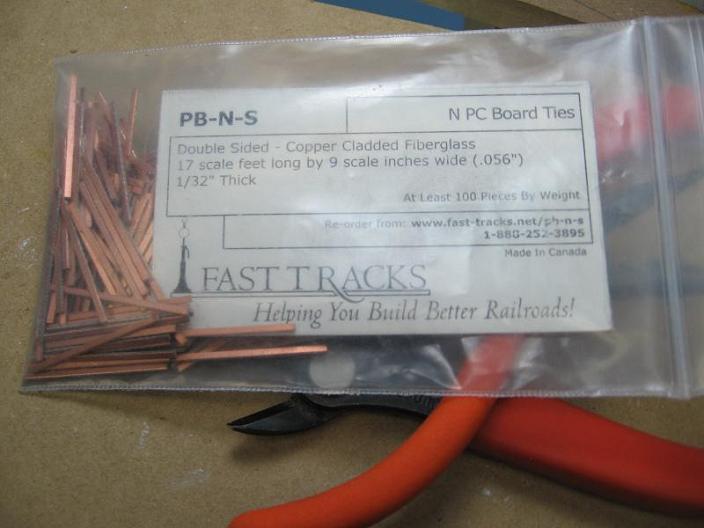 PB-N-S
N PC Board Ties
Double Sided - Copper Cladded Fiberglass
17 scale feet long by 9 scale inches wide (.056")
1/32" Thick
At Least 100 Pieces By Weight
Re-order from: www.fast-tracks.net/pb-n-s
1-888-252-3895
Made In Canada
FAST TRACKS
Helping You Build Better Railroads!